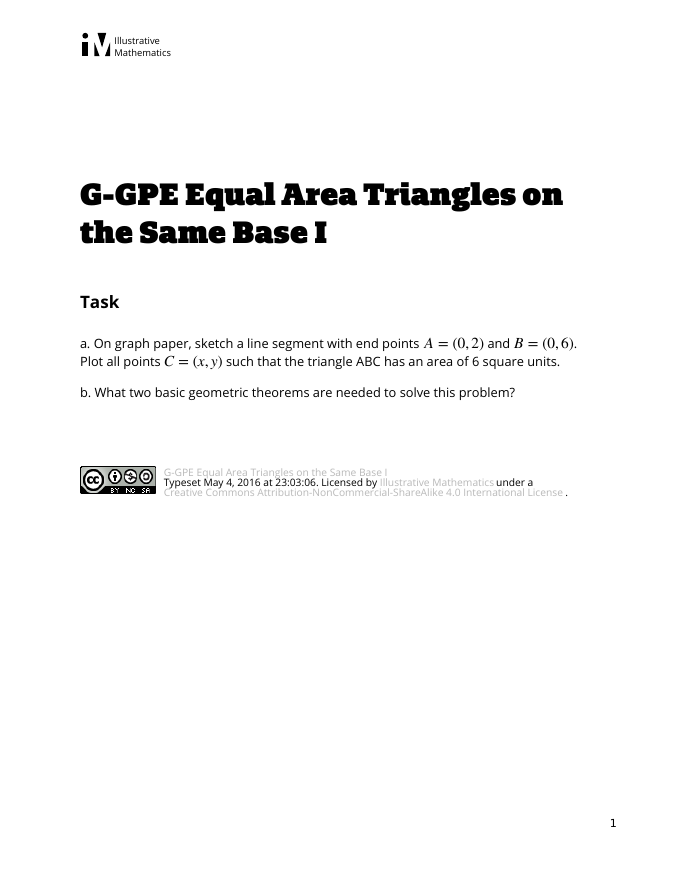 Illustrative
Mathematics
G-GPE Equal Area Triangles on
the Same Base I
Task
a. On graph paper, sketch a line segment with end points A = (0, 2) and B = (0, 6).
Plot all points C = (x, y) such that the triangle ABC has an area of 6 square units.
b. What two basic geometric theorems are needed to solve this problem?
cc BY NC SA
G-GPE Equal Area Triangles on the Same Base I
Typeset May 4, 2016 at 23:03:06. Licensed by Illustrative Mathematics under a
Creative Commons Attribution-NonCommercial-ShareAlike 4.0 International License .
1